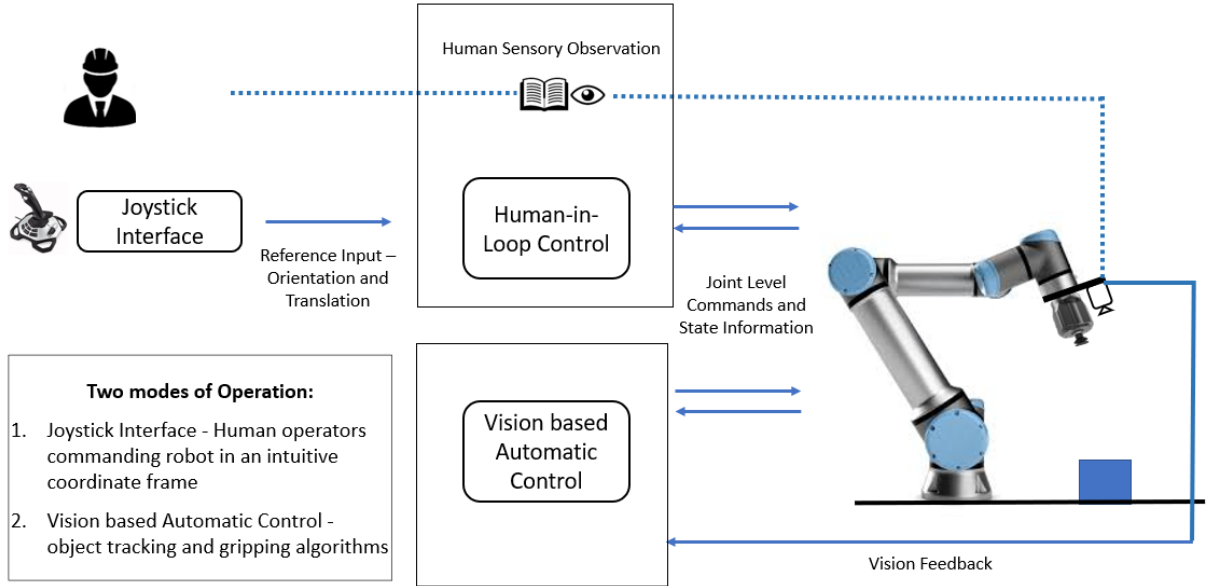 Human Sensory Observation
Joystick
Interface
Reference Input –
Orientation and
Translation
Human-in-
Loop Control
Joint Level
Commands and
State Information
Two modes of Operation:
1. Joystick Interface - Human operators
commanding robot in an intuitive
coordinate frame
2. Vision based Automatic Control -
object tracking and gripping algorithms
Vision based
Automatic
Control
Vision Feedback